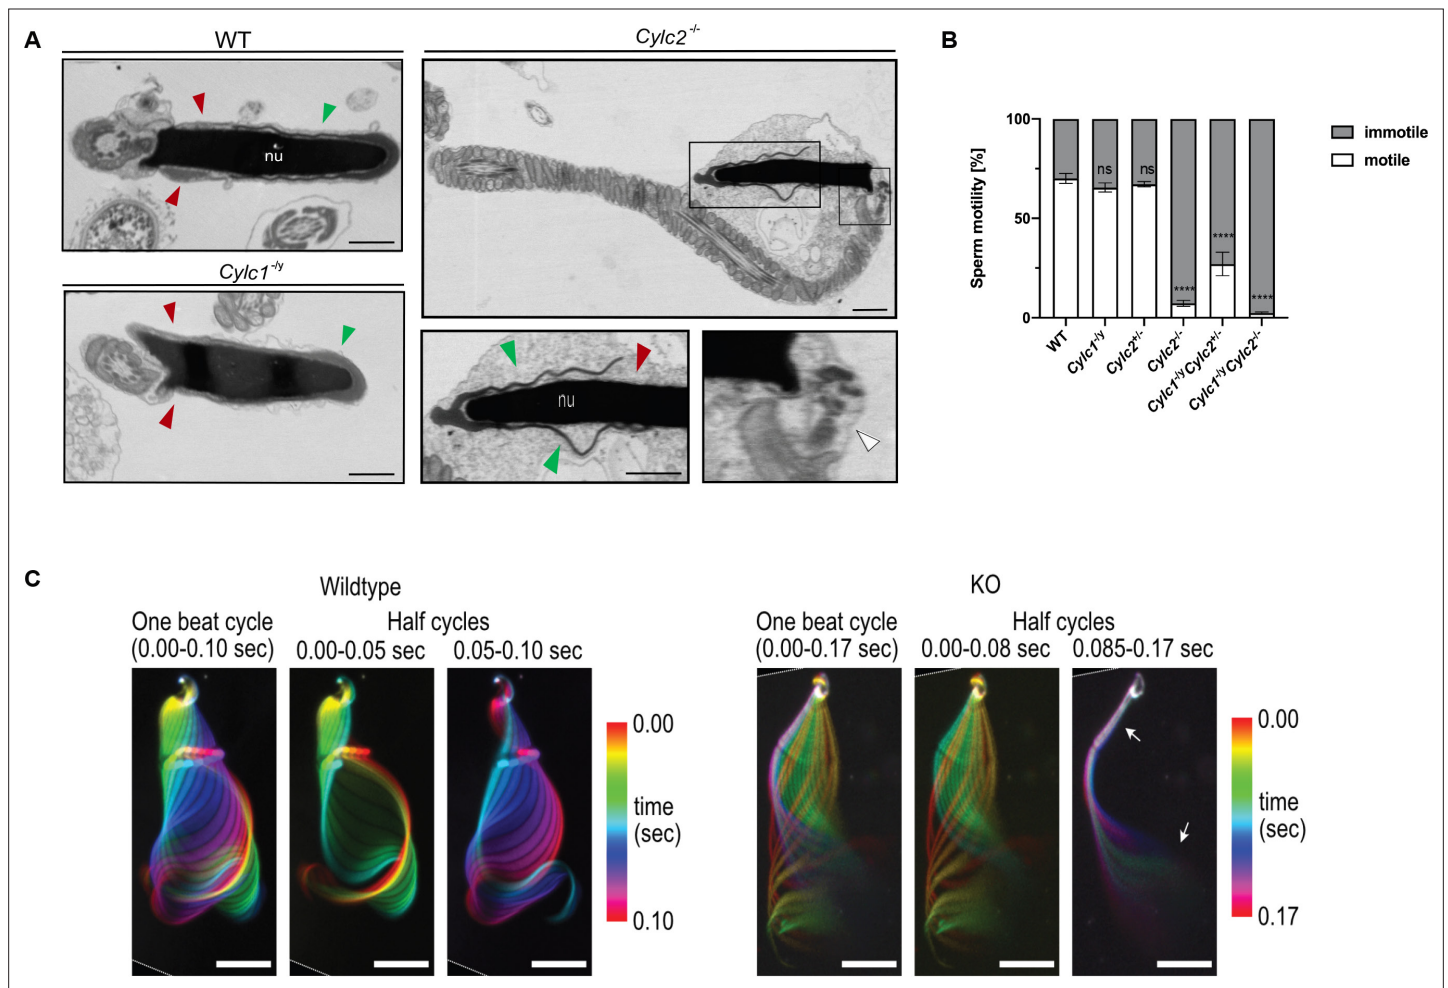 A
WT
nu
Cylc1-/y
Cylc2-/-
nu
B
Sperm motility [%]
100
50
0
ns
ns
****
****
****
WT
Cylc1-/y
Cylc2+/-
Cylc2-/-
Cylc1-/y Cylc2+/-
Cylc1-/y Cylc2-/-
immotile
motile
C
Wildtype
One beat cycle
(0.00-0.10 sec)
Half cycles
0.00-0.05 sec
0.05-0.10 sec
0.00
time
(sec)
0.10
KO
One beat cycle
(0.00-0.17 sec)
Half cycles
0.00-0.08 sec
0.085-0.17 sec
0.00
time
(sec)
0.17